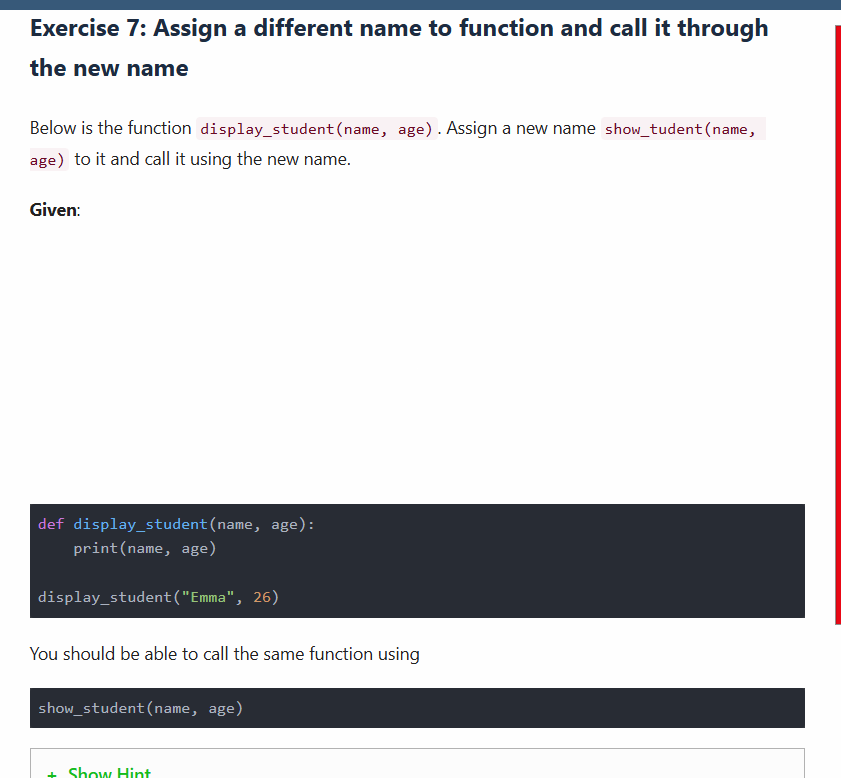 Exercise 7: Assign a different name to function and call it through
the new name
Below is the function display_student(name, age). Assign a new name show_tudent(name,
age) to it and call it using the new name.
Given:
def display_student(name, age):
    print(name, age)
display_student("Emma", 26)
You should be able to call the same function using
show_student(name, age)
+ Show Hint